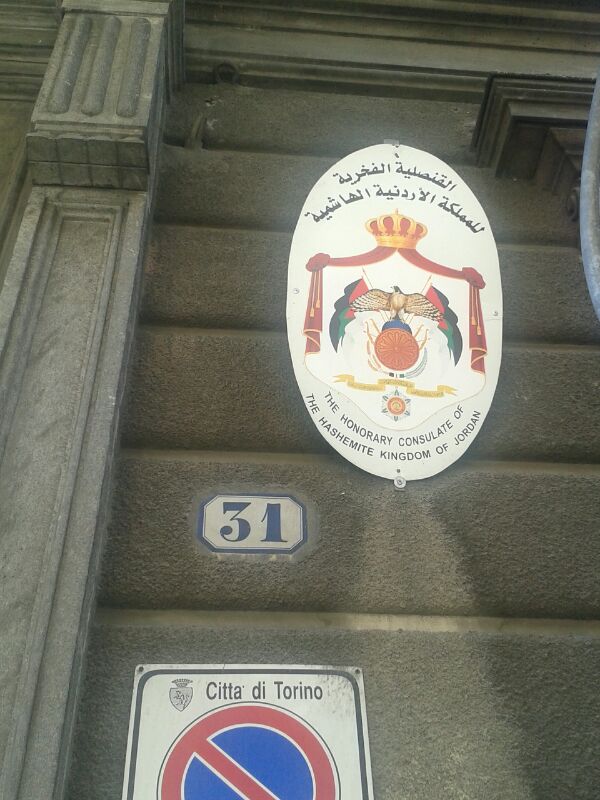 القنصلية الفخرية
للمملكة الأردنية الهاشمية
THE HONORARY CONSULATE OF
THE HASHEMITE KINGDOM OF JORDAN
31
Citta' di Torino